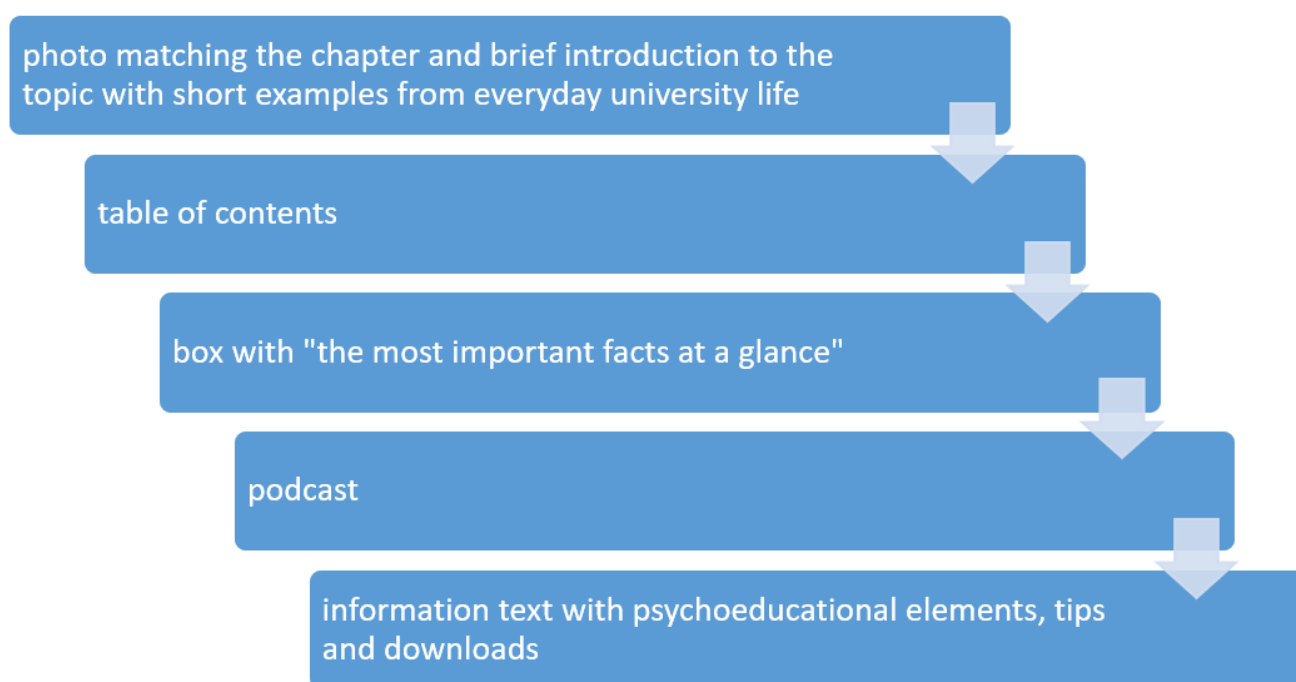 photo matching the chapter and brief introduction to the
topic with short examples from everyday university life
table of contents
box with "the most important facts at a glance"
podcast
information text with psychoeducational elements, tips
and downloads